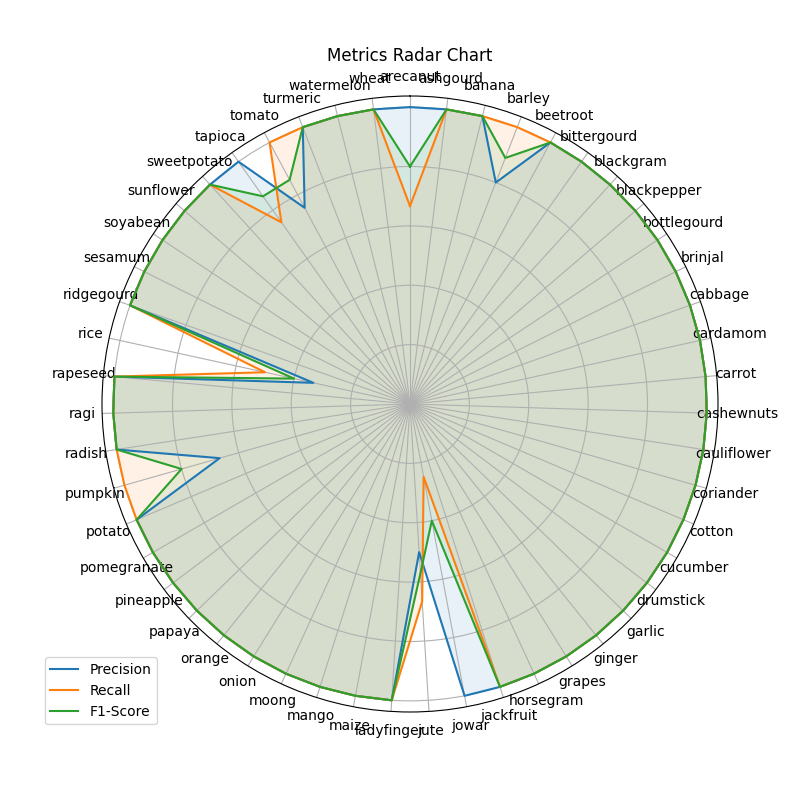 Metrics Radar Chart
arecanut
ashgourd
banana
barley
beetroot
bittergourd
blackgram
blackpepper
bottlegourd
brinjal
cabbage
cardamom
carrot
cashewnuts
cauliflower
coriander
cotton
cucumber
drumstick
garlic
ginger
grapes
horsegram
jackfruit
jowar
jute
ladyfinger
maize
mango
moong
onion
orange
papaya
pineapple
pomegranate
potato
pumpkin
radish
ragi
rapeseed
rice
ridgegourd
sesamum
soyabean
sunflower
sweetpotato
tapioca
tomato
turmeric
watermelon
wheat
Precision
Recall
F1-Score